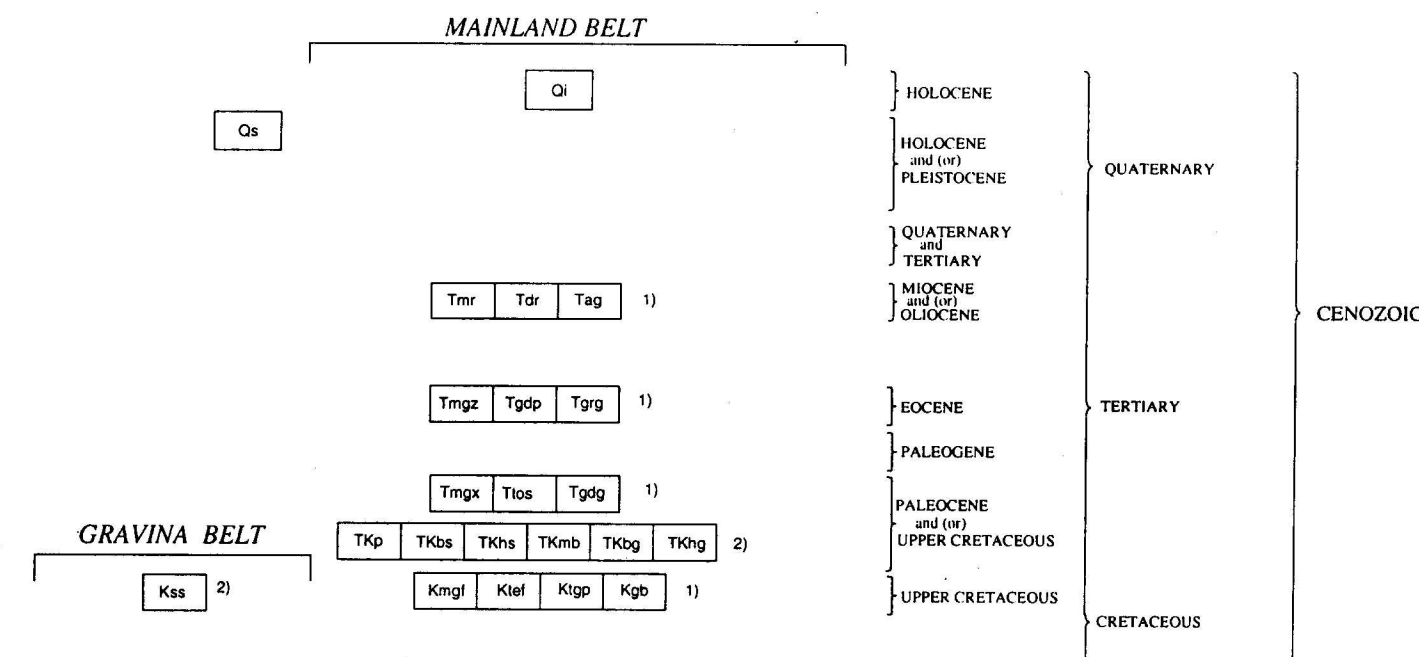 MAINLAND BELT
Qi
HOLOCENE
Qs
HOLOCENE
and (or)
PLEISTOCENE
QUATERNARY
QUATERNARY
and
TERTIARY
Tmr Tdr Tag 1)
MIOCENE
and (or)
OLIOCENE
CENOZOIC
Tmgz Tgdp Tgrg 1)
EOCENE
TERTIARY
PALEOGENE
Tmgx Ttos Tgdg 1)
PALEOCENE
and (or)
UPPER CRETACEOUS
GRAVINA BELT
TKp TKbs TKhs TKmb TKbg TKhg 2)
Kss 2)
Kmgf Ktef Ktgp Kgb 1)
UPPER CRETACEOUS
CRETACEOUS